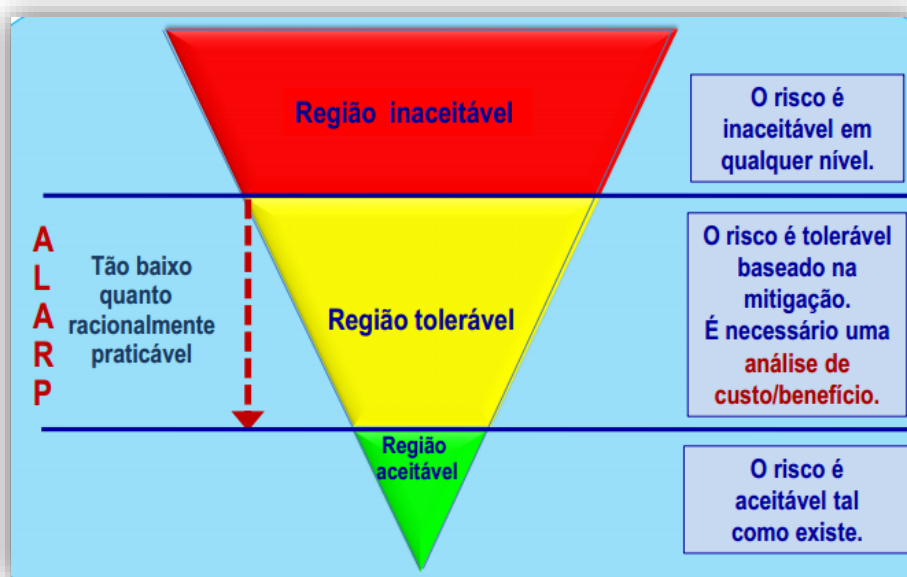 Região inaceitável
O risco é
inaceitável em
qualquer nível.
A
L
A
R
P
Tão baixo
quanto
racionalmente
praticável
Região tolerável
O risco é tolerável
baseado na
mitigação.
É necessário uma
análise de
custo/benefício.
Região
aceitável
O risco é
aceitável tal
como existe.